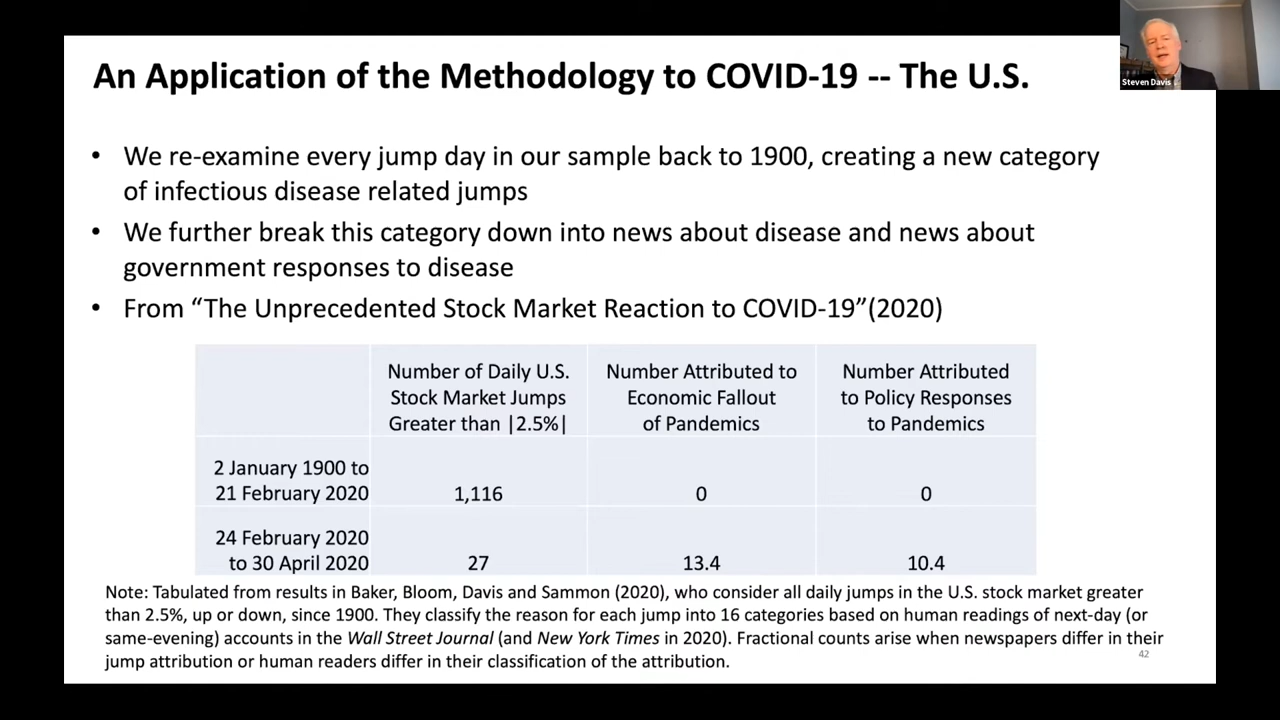 An Application of the Methodology to COVID-19 -- The U.S.
Steven Davis
• We re-examine every jump day in our sample back to 1900, creating a new category
of infectious disease related jumps
• We further break this category down into news about disease and news about
government responses to disease
• From “The Unprecedented Stock Market Reaction to COVID-19”(2020)
Number of Daily U.S.
Stock Market Jumps
Greater than |2.5%|
Number Attributed to
Economic Fallout
of Pandemics
Number Attributed
to Policy Responses
to Pandemics
2 January 1900 to
21 February 2020
1,116
0
0
24 February 2020
to 30 April 2020
27
13.4
10.4
Note: Tabulated from results in Baker, Bloom, Davis and Sammon (2020), who consider all daily jumps in the U.S. stock market greater
than 2.5%, up or down, since 1900. They classify the reason for each jump into 16 categories based on human readings of next-day (or
same-evening) accounts in the Wall Street Journal (and New York Times in 2020). Fractional counts arise when newspapers differ in their
jump attribution or human readers differ in their classification of the attribution.
42